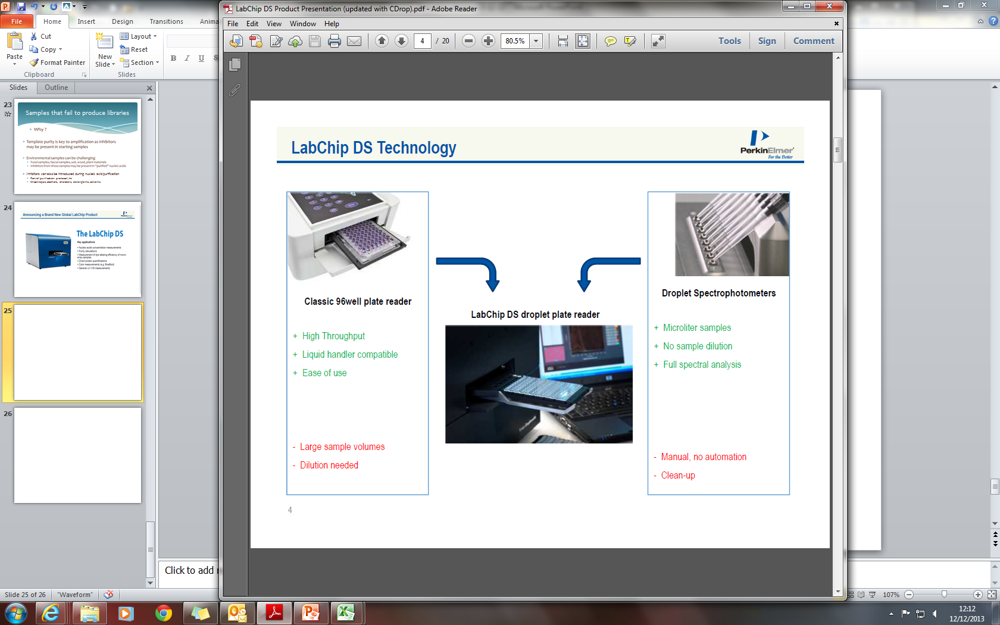 LabChip DS Product Presentation (updated with CDrop).pdf - Adobe Reader
File Edit View Window Help
4 / 20 80.5% Tools Sign Comment
File Home Insert Design Transitions Anima
Paste Cut Copy Format Painter
Clipboard
New Slide Layout Reset Section
Slides
B I U S
Slides Outline
23
Samples that fail to produce libraries
Why ?
Template purity is key to amplification as inhibitors
may be present in starting samples
Environmental samples can be challenging
Food samples, faecal samples, soil, wood, plant materials
Inhibitors from these samples may be present in "purified" nucleic acids
Inhibitors can also be introduced during nucleic acid purification
24
Announcing a Brand New Global LabChip Product
The LabChip DS
Key applications
• Nucleic acids concentration measurements
• Purity calculations
• Measurement of dye labeling efficiency of micro-
array samples
• Direct protein quantifications
• Color measurements (e.g. Bradford)
• General UV/VIS measurements
25
26
LabChip DS Technology
PerkinElmer
For the Better
Classic 96well plate reader
+ High Throughput
+ Liquid handler compatible
+ Ease of use
- Large sample volumes
- Dilution needed
LabChip DS droplet plate reader
Droplet Spectrophotometers
+ Microliter samples
+ No sample dilution
+ Full spectral analysis
- Manual, no automation
- Clean-up
4
Click to add
Slide 25 of 26 "Waveform" 107%
12:12
12/12/2013